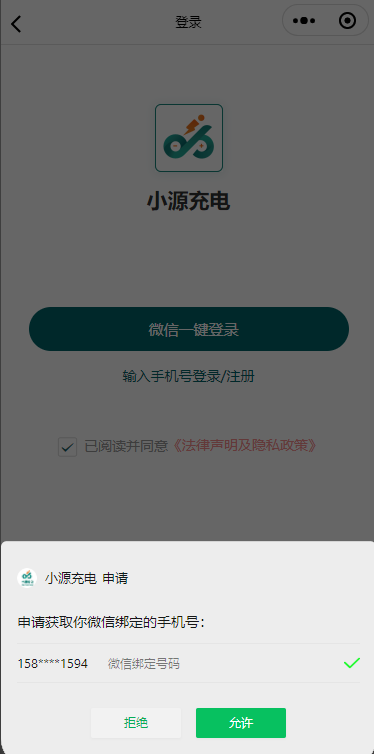 登录
小源充电
微信一键登录
输入手机号登录/注册
已阅读并同意《法律声明及隐私政策》
小源充电 申请
申请获取你微信绑定的手机号：
158****1594 微信绑定号码
拒绝 允许